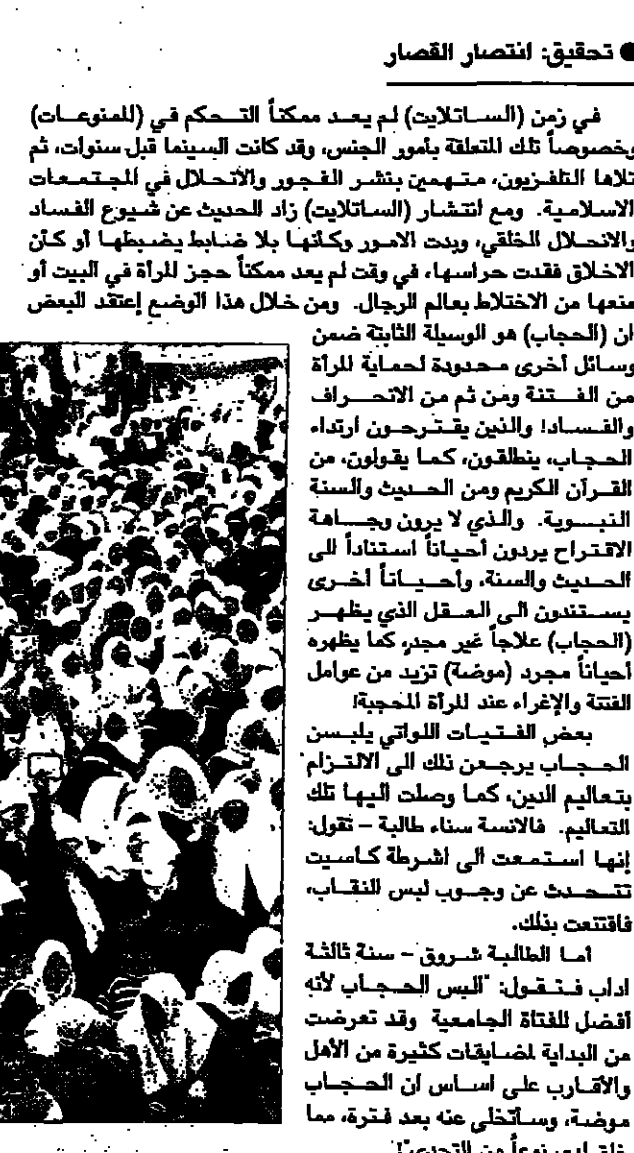 ● تحقيق: انتصار القصار
في زمن (الساتلايت) لم يعد ممكناً التحكم في (الممنوعات)
وخصوصاً تلك المتعلقة بأمور الجنس، وقد كانت السينما قبل سنوات، ثم
تلاها التلفزيون، متهمين بنشر الفجور والانحلال في المجتمعات
الاسلامية. ومع انتشار (الساتلايت) زاد الحديث عن شيوع الفساد
والانحلال الخلقي، وبدت الامور وكأنها بلا ضابط يضبطها أو كأن
الاخلاق فقدت حراسها، في وقت لم يعد ممكناً حجز المرأة في البيت أو
منعها من الاختلاط بعالم الرجال. ومن خلال هذا الوضع إعتقد البعض
ان (الحجاب) هو الوسيلة الثابتة ضمن
وسائل أخرى محدودة لحماية المرأة
من الفتنة ومن ثم من الانحراف
والفساد! والذين يقترحون ارتداء
الحجاب، ينطلقون، كما يقولون، من
القرآن الكريم ومن الحديث والسنة
النبوية. والذي لا يرون وجاهة
الاقتراح يردون أحياناً استناداً الى
الحديث والسنة، وأحياناً أخرى
يستندون الى العقل الذي يظهر
(الحجاب) علاجاً غير مجدٍ، كما يظهره
أحياناً مجرد (موضة) تزيد من عوامل
الفتنة والإغراء عند المرأة المحجبة!
بعض الفتيات اللواتي يلبسن
الحجاب يرجعن ذلك الى الالتزام
بتعاليم الدين، كما وصلت اليها تلك
التعاليم. فالانسة سناء طالبة – تقول:
إنها استمعت الى اشرطة كاسيت
تتحدث عن وجوب لبس النقاب،
فاقتنعت بذلك.
أما الطالبة شروق – سنة ثالثة
اداب فتقول: "البس الحجاب لأنه
أفضل للفتاة الجامعية وقد تعرضت
من البداية لمضايقات كثيرة من الأهل
والأقارب على اساس ان الحجاب
موضة، وسأتخلى عنه بعد فترة، مما
نوعاً من التحدي"!